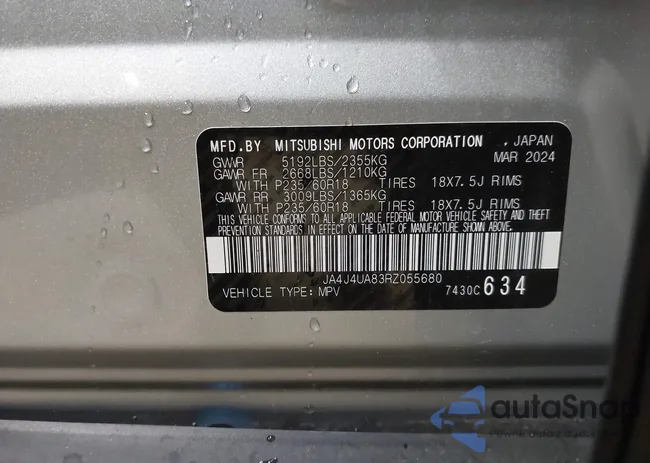 MFD.BY MITSUBISHI MOTORS CORPORATION , JAPAN
GVWR 5192LBS/2355KG MAR 2024
GAWR FR 2668LBS/1210KG
WITH P235/60R18 TIRES 18X7.5J RIMS
GAWR RR 3009LBS/1365KG
WITH P235/60R18 TIRES 18X7.5J RIMS
THIS VEHICLE CONFORMS TO ALL APPLICABLE FEDERAL MOTOR VEHICLE SAFETY AND THEFT
PREVENTION STANDARDS IN EFFECT ON THE DATE OF MANUFACTURE SHOWN ABOVE.
JA4J4UA83RZ055680
VEHICLE TYPE: MPV 7430C 634
autoSnap